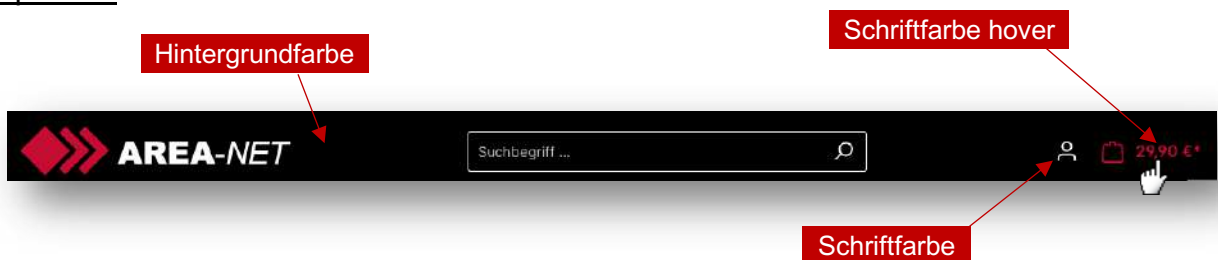 Schriftfarbe hover
Hintergrundfarbe
AREA-NET
Suchbegriff ...
29,90 €*
Schriftfarbe